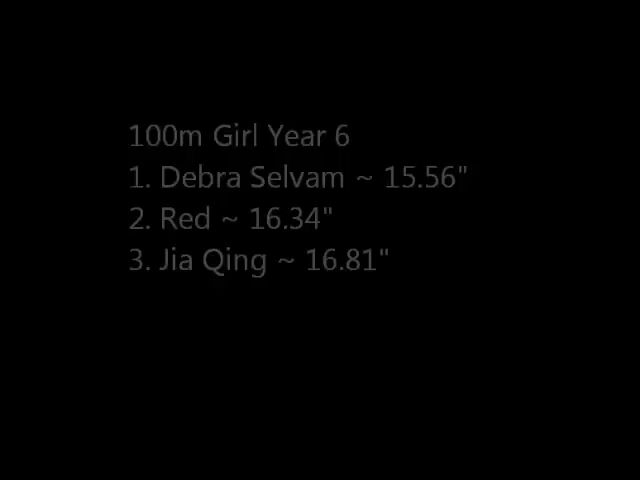 100m Girl Year 6
1. Debra Selvam ~ 15.56"
2. Red ~ 16.34"
3. Jia Qing ~ 16.81"